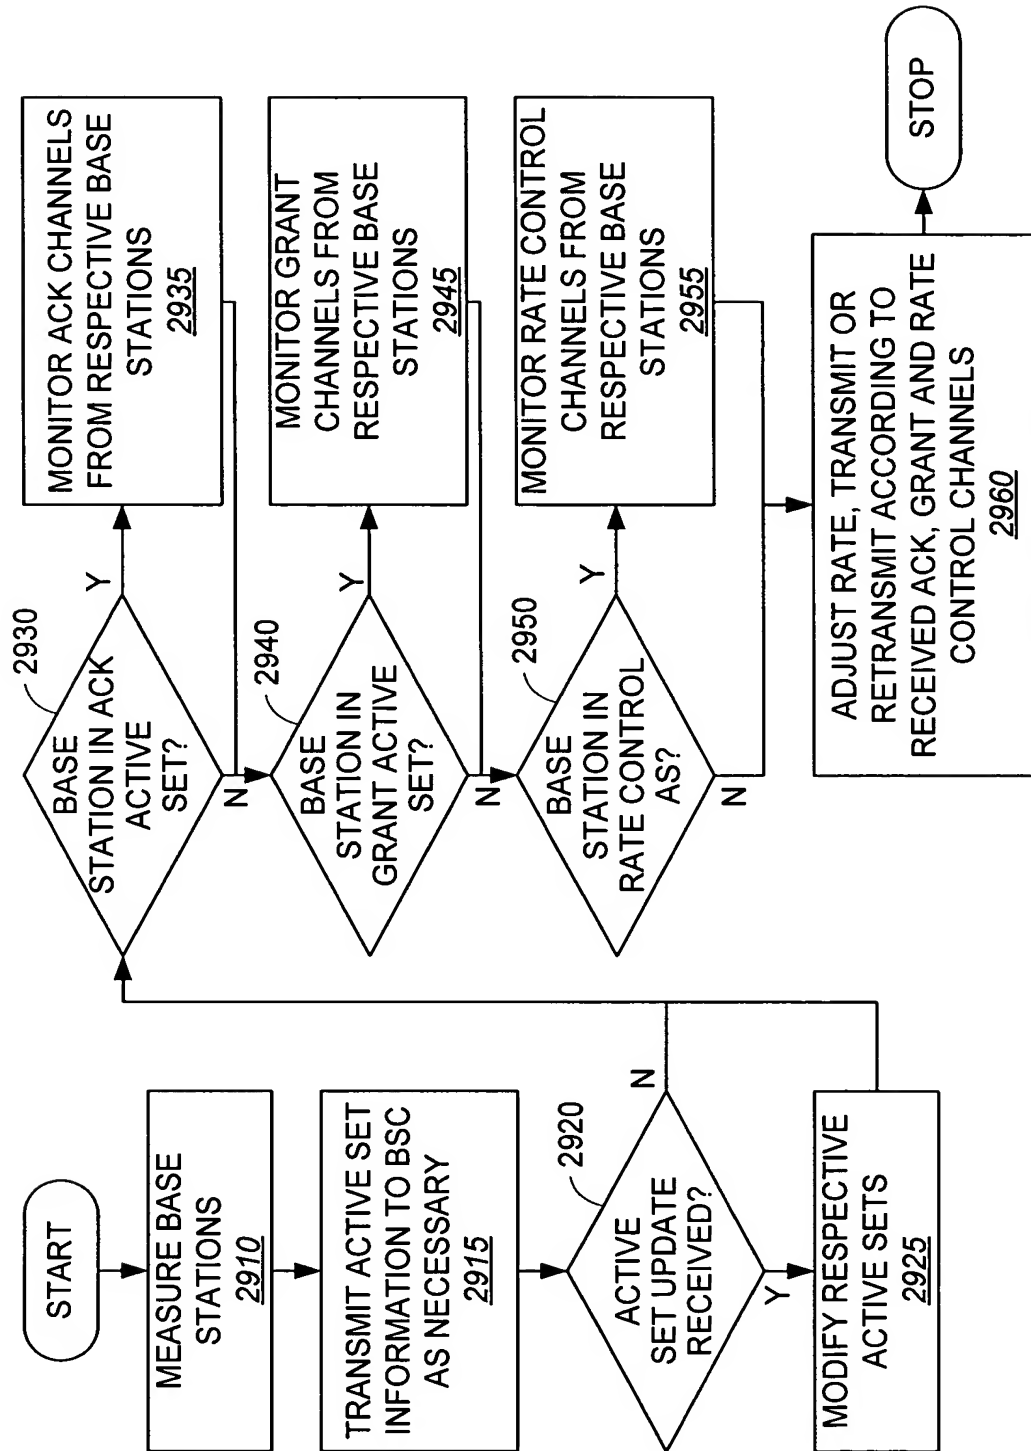 START
MEASURE BASE
STATIONS
2910
TRANSMIT ACTIVE SET
INFORMATION TO BSC
AS NECESSARY
2915
2920
ACTIVE
SET UPDATE
RECEIVED?
N
Y
MODIFY RESPECTIVE
ACTIVE SETS
2925
2930
BASE
STATION IN ACK
ACTIVE
SET?
Y
N
MONITOR ACK CHANNELS
FROM RESPECTIVE BASE
STATIONS
2935
2940
BASE
STATION IN
GRANT ACTIVE
SET?
Y
N
MONITOR GRANT
CHANNELS FROM
RESPECTIVE BASE
STATIONS
2945
2950
BASE
STATION IN
RATE CONTROL
AS?
Y
N
MONITOR RATE CONTROL
CHANNELS FROM
RESPECTIVE BASE
STATIONS
2955
ADJUST RATE, TRANSMIT OR
RETRANSMIT ACCORDING TO
RECEIVED ACK, GRANT AND RATE
CONTROL CHANNELS
2960
STOP